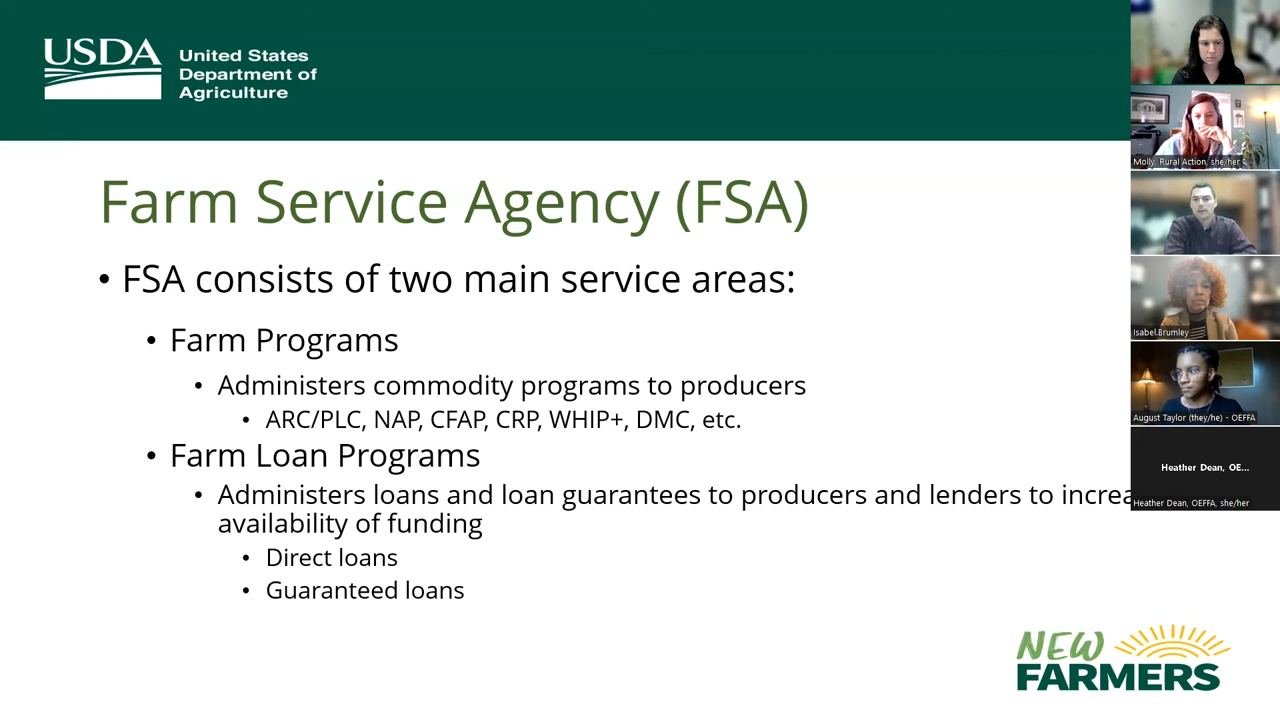 USDA
United States
Department of
Agriculture
Farm Service Agency (FSA)
• FSA consists of two main service areas:
• Farm Programs
• Administers commodity programs to producers
• ARC/PLC, NAP, CFAP, CRP, WHIP+, DMC, etc.
• Farm Loan Programs
• Administers loans and loan guarantees to producers and lenders to increa
availability of funding
• Direct loans
• Guaranteed loans
NEW
FARMERS
Molly, Rural Action, she/her
Isabel.Brumley
August Taylor (they/he) - OEFFA
Heather Dean, OE...
Heather Dean, OEFFA, she/her